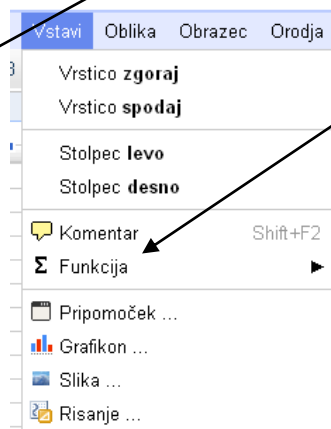 Vstavi Oblika Obrazec Orodja
Vrstico zgoraj
Vrstico spodaj
Stolpec levo
Stolpec desno
Komentar Shift+F2
Σ Funkcija
Pripomoček ...
Grafikon ...
Slika ...
Risanje ...